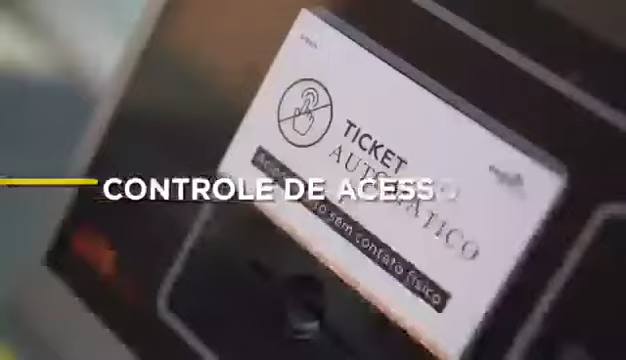 TICKET
AUTOMÁTICO
sem contato físico
CONTROLE DE ACESSO